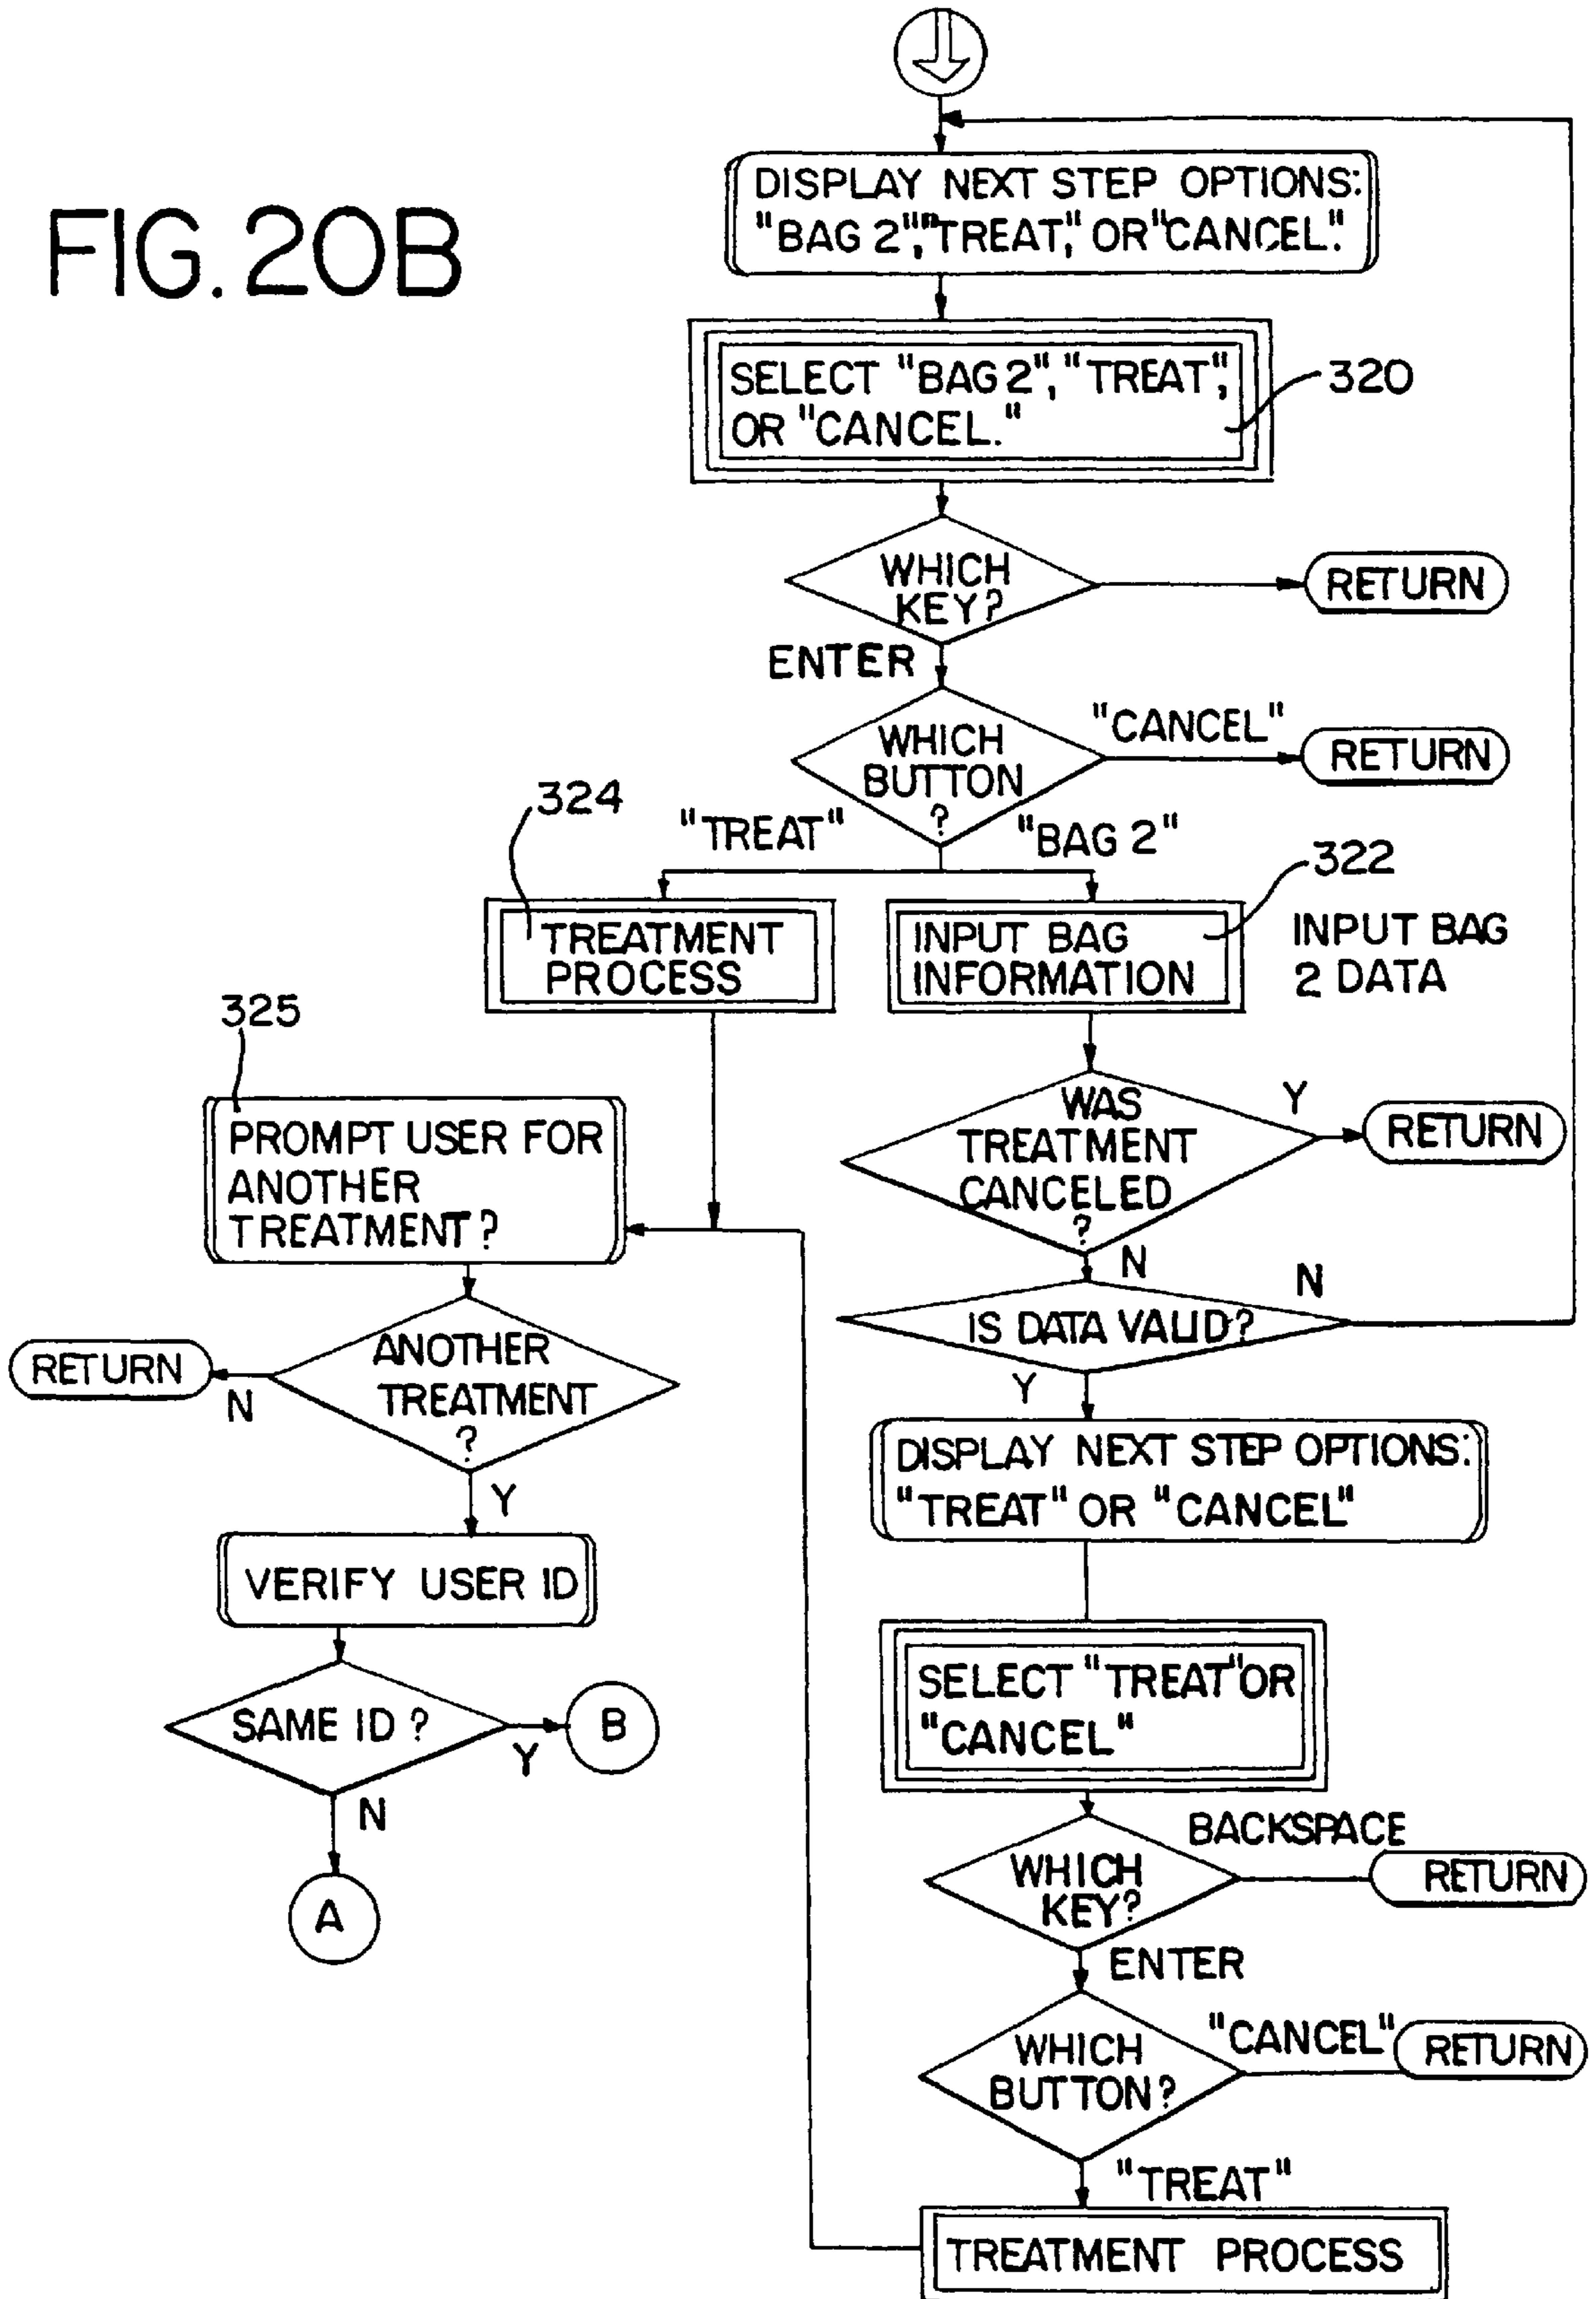 FIG. 20B
DISPLAY NEXT STEP OPTIONS:
"BAG 2","TREAT," OR "CANCEL".
SELECT "BAG 2", "TREAT",
OR "CANCEL."
320
WHICH
KEY?
RETURN
ENTER
WHICH
BUTTON
?
"CANCEL"
RETURN
324
"TREAT"
"BAG 2"
322
TREATMENT
PROCESS
INPUT BAG
INFORMATION
INPUT BAG
2 DATA
325
PROMPT USER FOR
ANOTHER
TREATMENT?
WAS
TREATMENT
CANCELED
?
Y
RETURN
N
IS DATA VALID?
N
Y
ANOTHER
TREATMENT
?
RETURN
N
Y
VERIFY USER ID
SAME ID?
Y
B
N
A
DISPLAY NEXT STEP OPTIONS:
"TREAT" OR "CANCEL"
SELECT "TREAT" OR
"CANCEL"
WHICH
KEY?
BACKSPACE
RETURN
ENTER
WHICH
BUTTON?
"CANCEL"
RETURN
"TREAT"
TREATMENT PROCESS